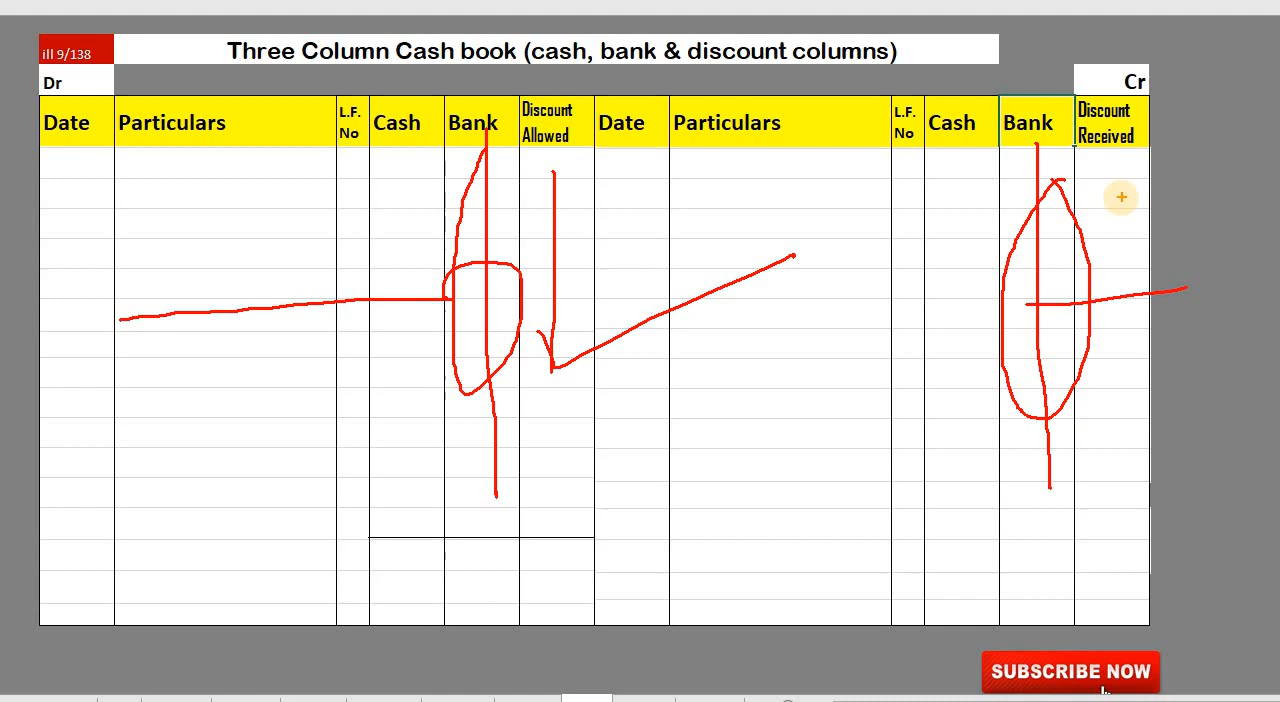 ill 9/138
Three Column Cash book (cash, bank & discount columns)
Dr
Cr
Date Particulars L.F. No Cash Bank Discount Allowed Date Particulars L.F. No Cash Bank Discount Received
SUBSCRIBE NOW